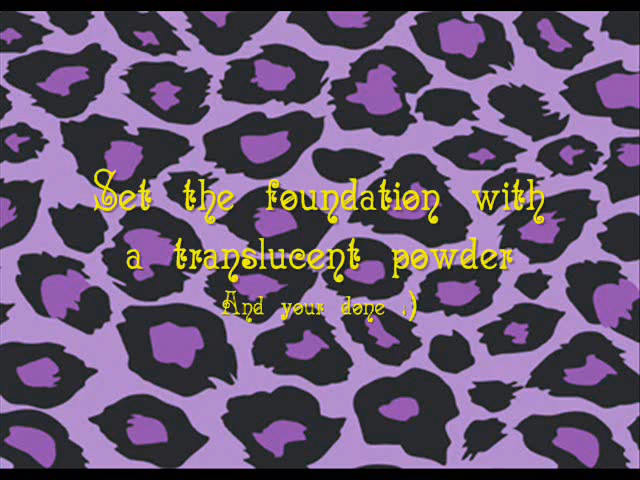 Set the foundation with
a translucent powder
And your done ;)